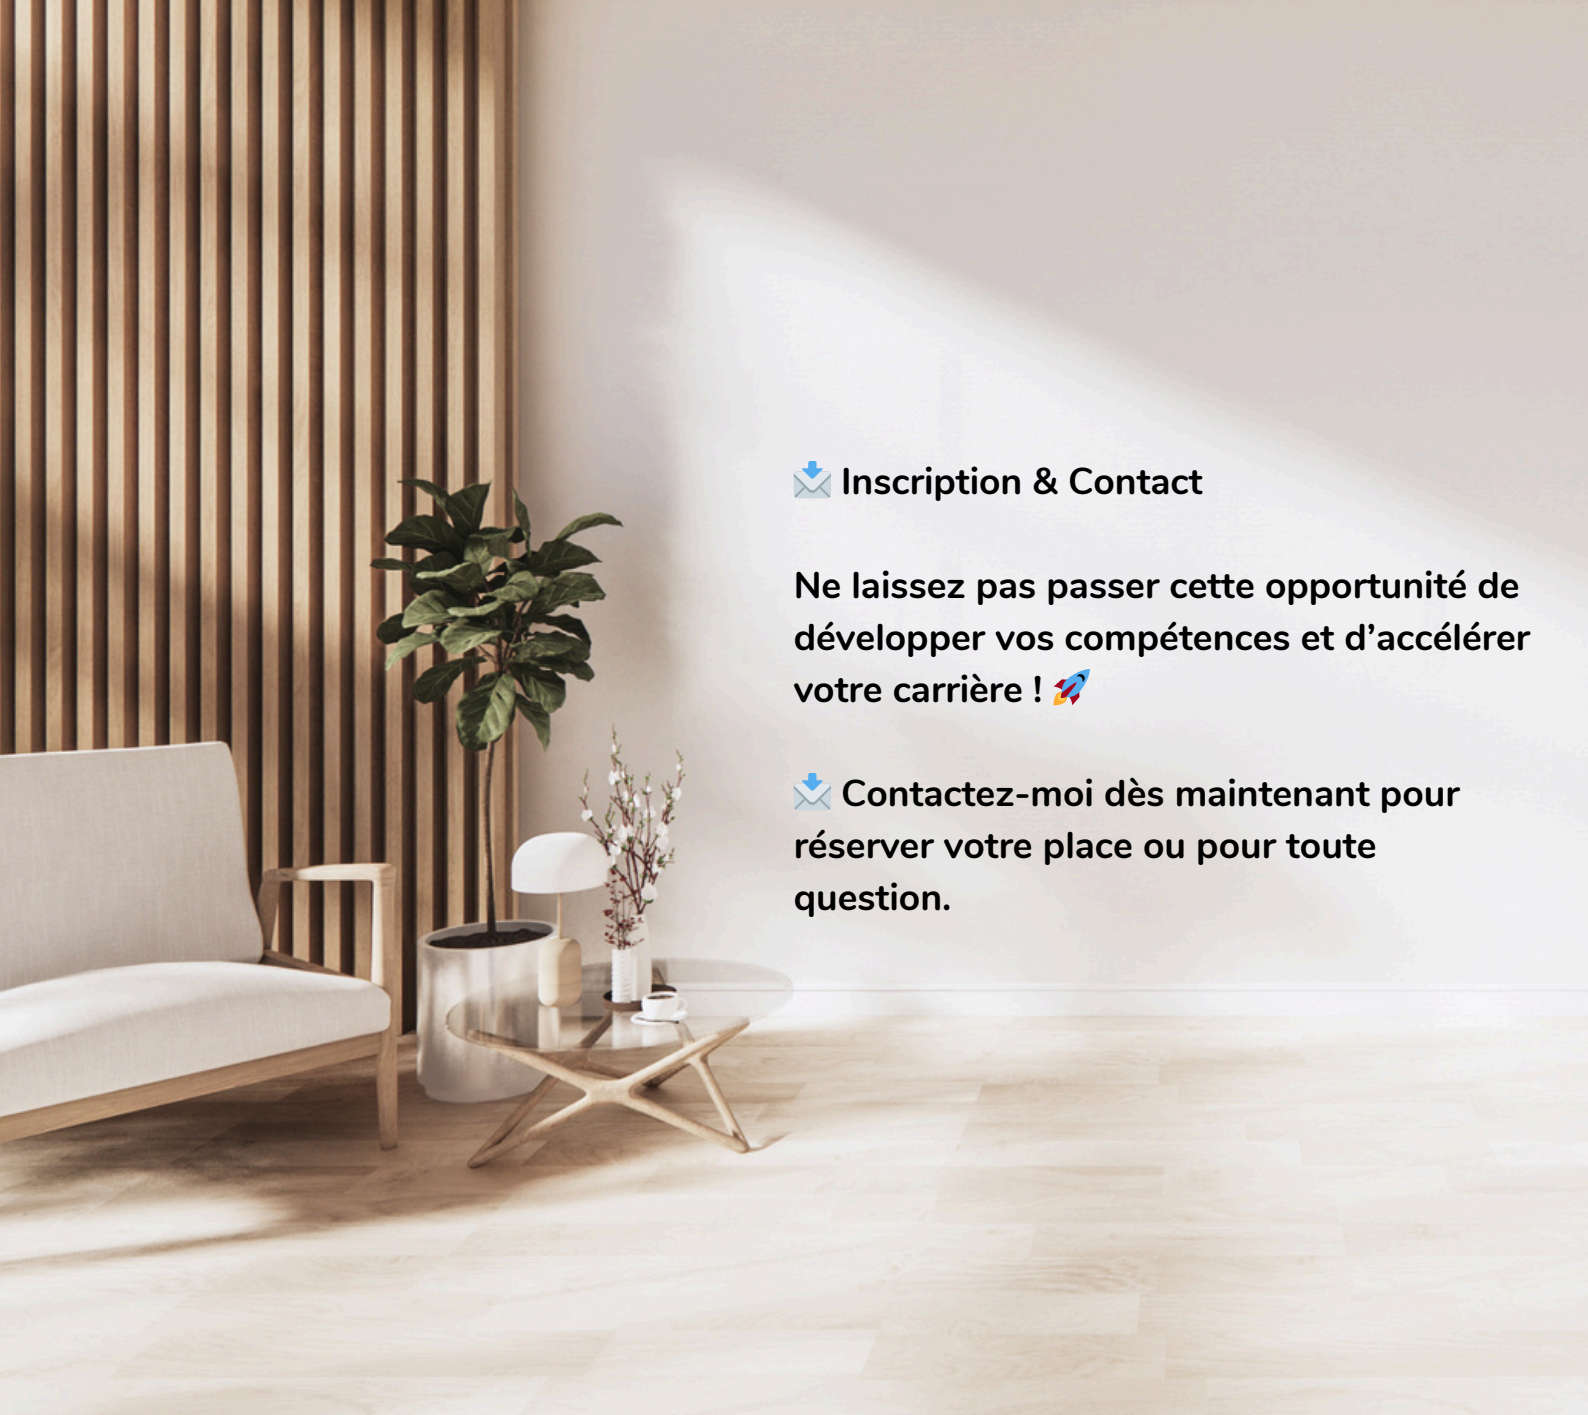 📩 Inscription & Contact
Ne laissez pas passer cette opportunité de
développer vos compétences et d’accélérer
votre carrière ! 🚀
📩 Contactez-moi dès maintenant pour
réserver votre place ou pour toute
question.